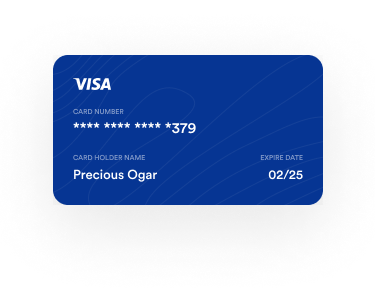 VISA
CARD NUMBER
**** **** **** *379
CARD HOLDER NAME
EXPIRE DATE
Precious Ogar
02/25